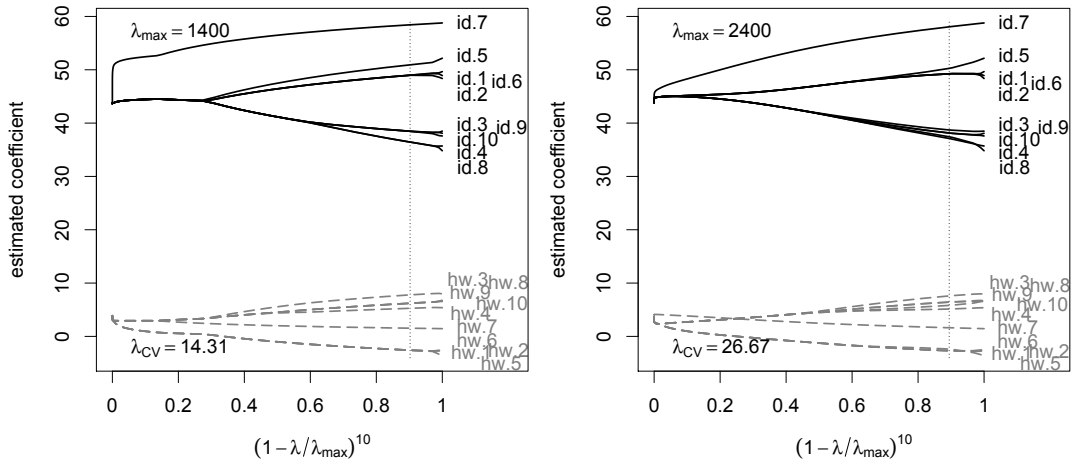 λmax = 1400
id.7
id.5
id.1 id.6
id.2
id.3 id.9
id.10
id.4
id.8
hw.3 hw.8
hw.9
hw.10
hw.4
hw.7
hw.6
hw.1 hw.2
hw.5
λCV = 14.31
60
50
40
30
20
10
0
estimated coefficient
0 0.2 0.4 0.6 0.8 1
(1 − λ/λmax)^10
λmax = 2400
id.7
id.5
id.1 id.6
id.2
id.3 id.9
id.10
id.4
id.8
hw.3 hw.8
hw.9
hw.10
hw.4
hw.7
hw.6
hw.1 hw.2
hw.5
λCV = 26.67
60
50
40
30
20
10
0
estimated coefficient
0 0.2 0.4 0.6 0.8 1
(1 − λ/λmax)^10